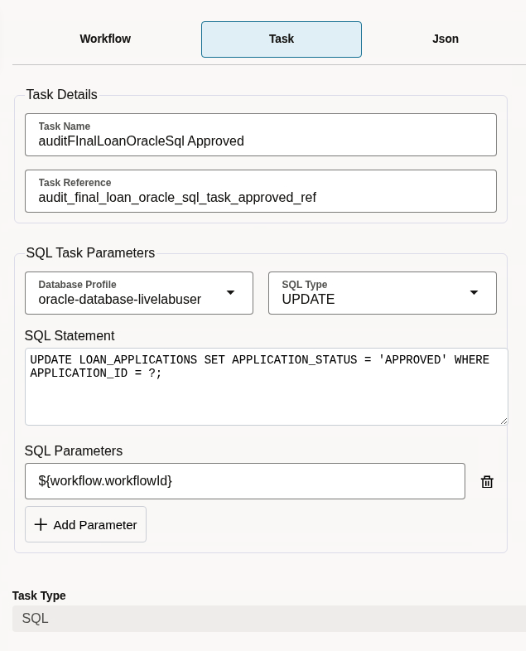 Workflow Task Json
Task Details
Task Name
auditFInalLoanOracleSql Approved
Task Reference
audit_final_loan_oracle_sql_task_approved_ref
SQL Task Parameters
Database Profile
oracle-database-livelabuser
SQL Type
UPDATE
SQL Statement
UPDATE LOAN_APPLICATIONS SET APPLICATION_STATUS = 'APPROVED' WHERE
APPLICATION_ID = ?;
SQL Parameters
${workflow.workflowId}
Add Parameter
Task Type
SQL